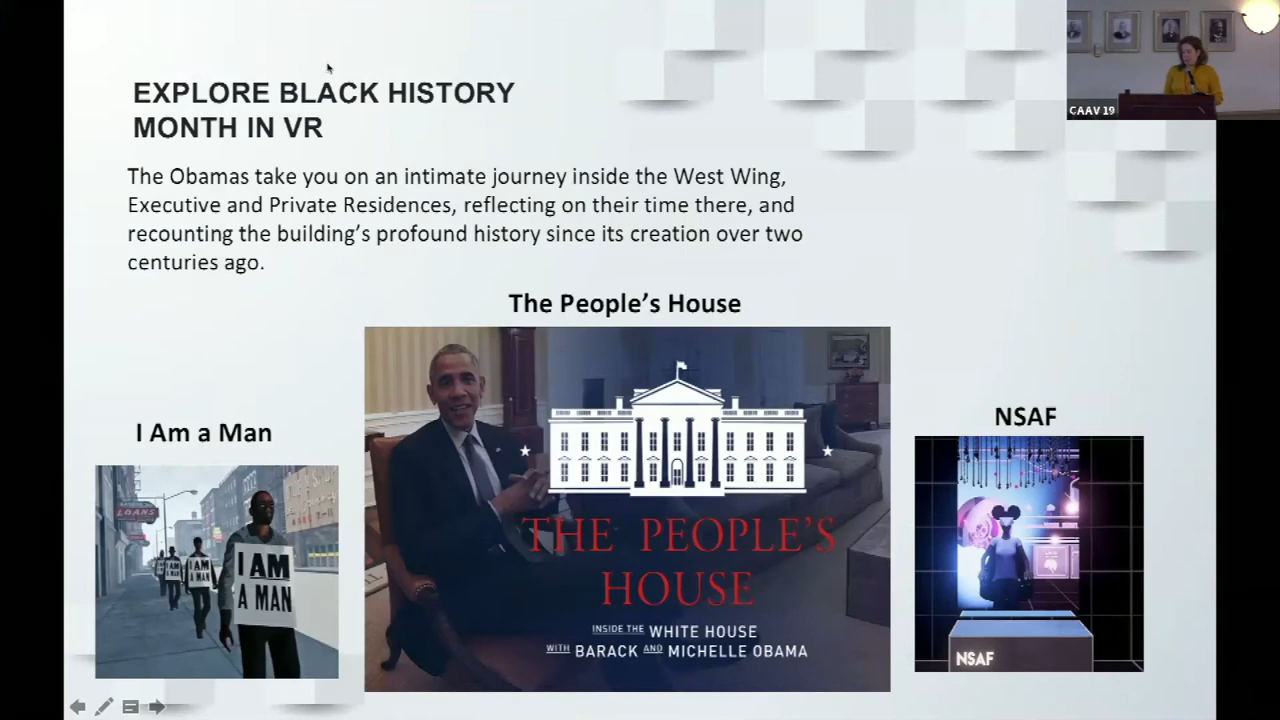 EXPLORE BLACK HISTORY
MONTH IN VR
CAAV 19
The Obamas take you on an intimate journey inside the West Wing,
Executive and Private Residences, reflecting on their time there, and
recounting the building's profound history since its creation over two
centuries ago.
The People's House
I Am a Man
NSAF
LOANS
I AM
A MAN
I AM
A MAN
THE PEOPLE'S
HOUSE
INSIDE THE WHITE HOUSE
WITH BARACK AND MICHELLE OBAMA
NSAF